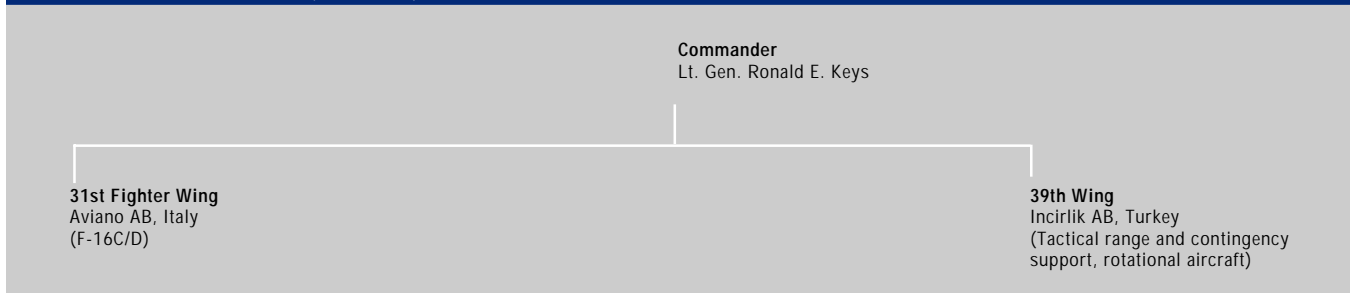 Commander
Lt. Gen. Ronald E. Keys
31st Fighter Wing
Aviano AB, Italy
(F-16C/D)
39th Wing
Incirlik AB, Turkey
(Tactical range and contingency
support, rotational aircraft)